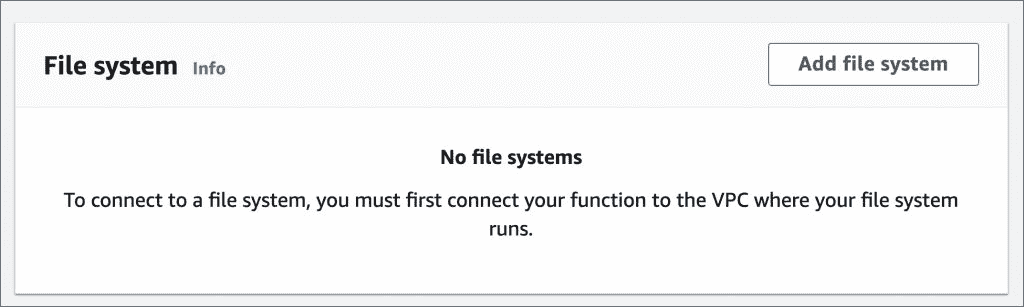 File system Info
Add file system
No file systems
To connect to a file system, you must first connect your function to the VPC where your file system
runs.